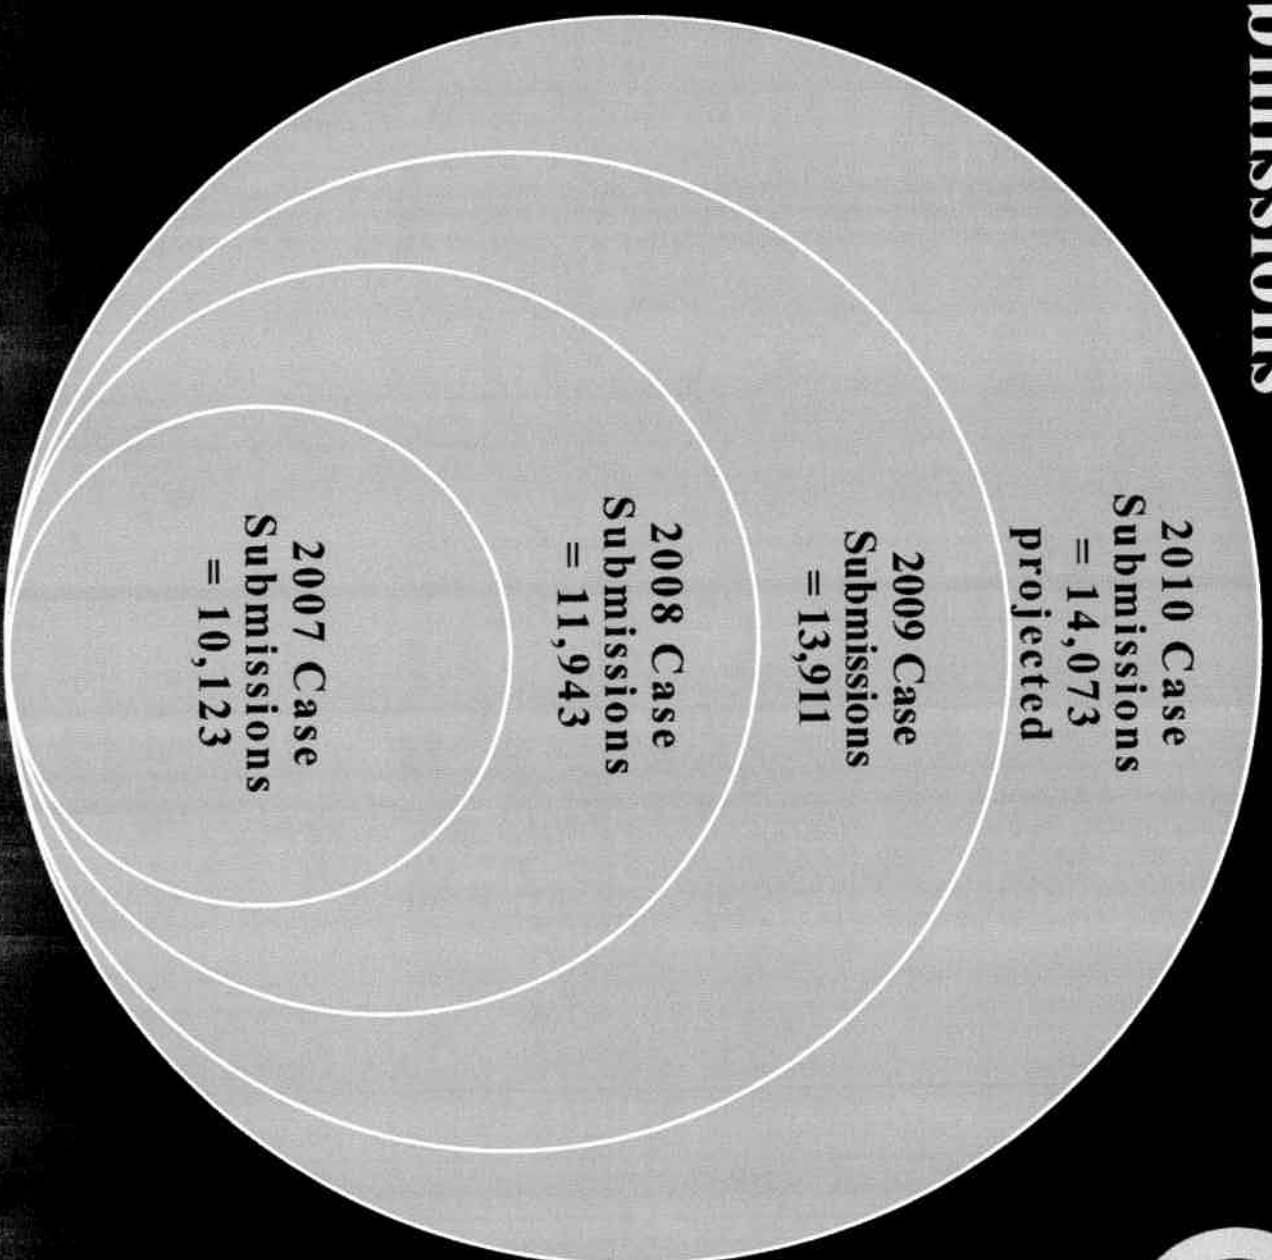 bmissions
2010 Case
Submissions
= 14,073
projected
2009 Case
Submissions
= 13,911
2008 Case
Submissions
= 11,943
2007 Case
Submissions
= 10,123